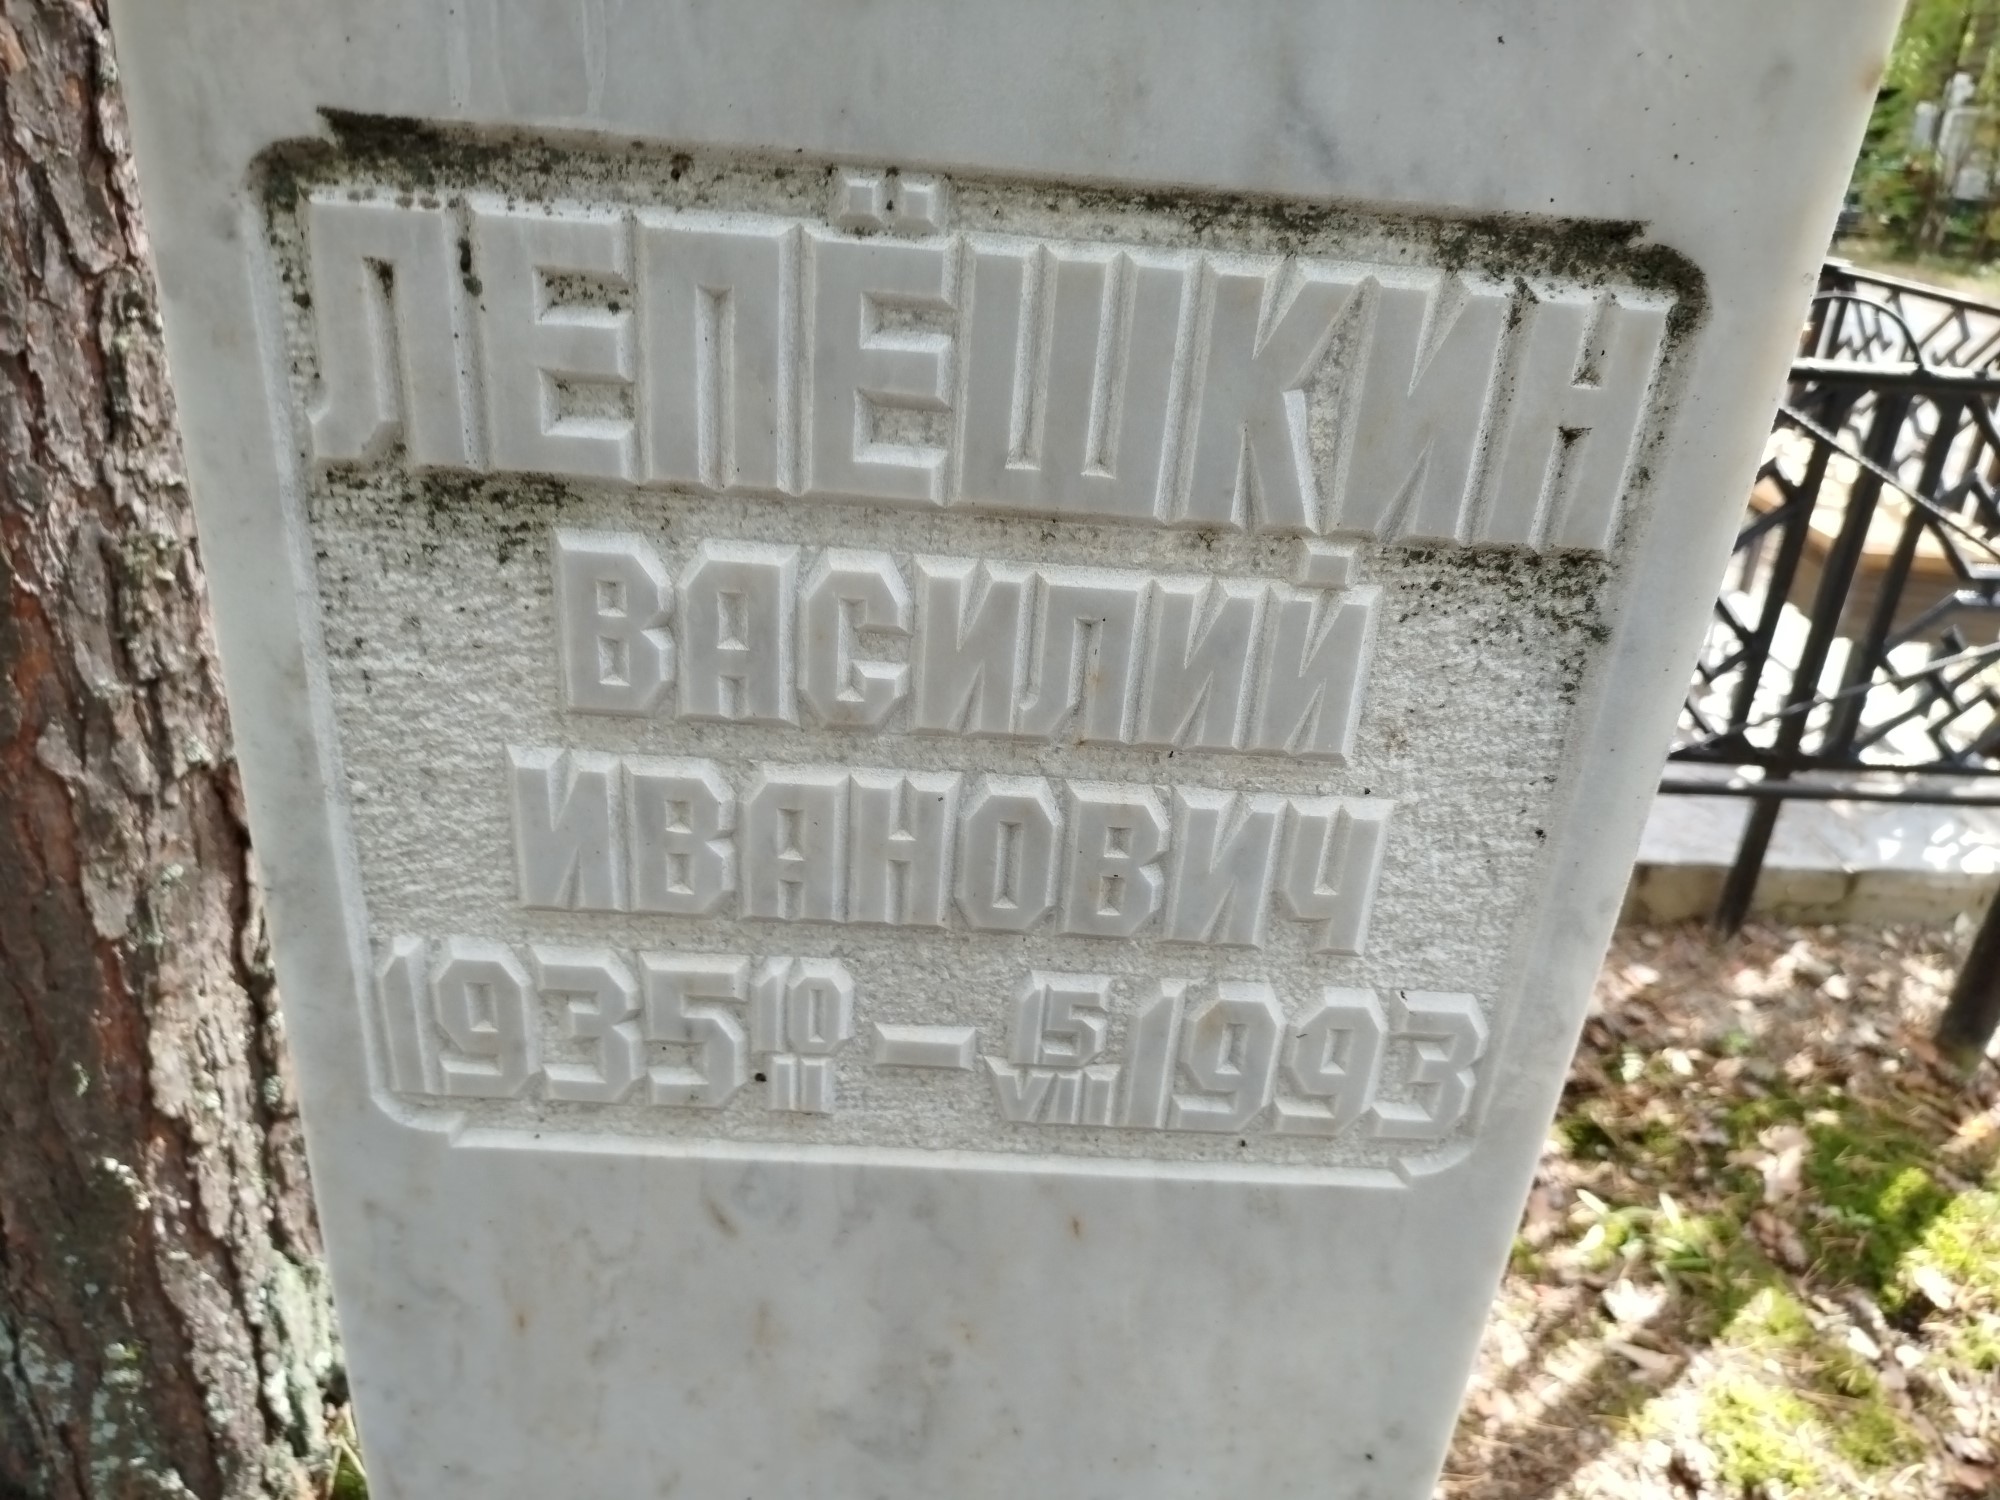 ЛЕПЁШКИН
ВАСИЛИЙ
ИВАНОВИЧ
1935 10/II – 15/VII 1993